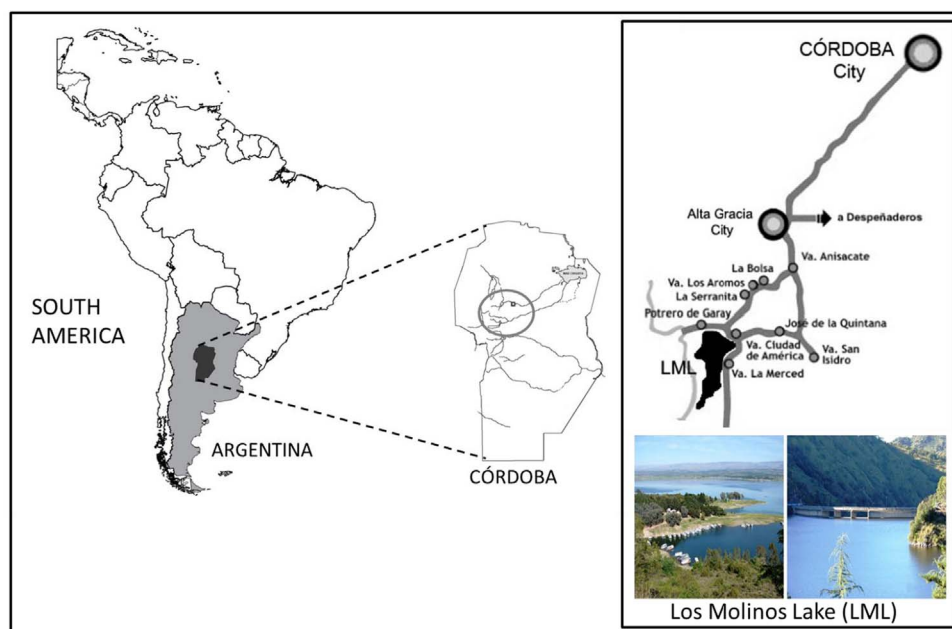 SOUTH
AMERICA
ARGENTINA
CÓRDOBA
CÓRDOBA
City
Alta Gracia
City
a Despeñaderos
Va. Anisacate
La Bolsa
Va. Los Aromos
La Serranita
Potrero de Garay
José de la Quintana
Va. Ciudad
de América
Va. San
Isidro
LML
Va. La Merced
Los Molinos Lake (LML)